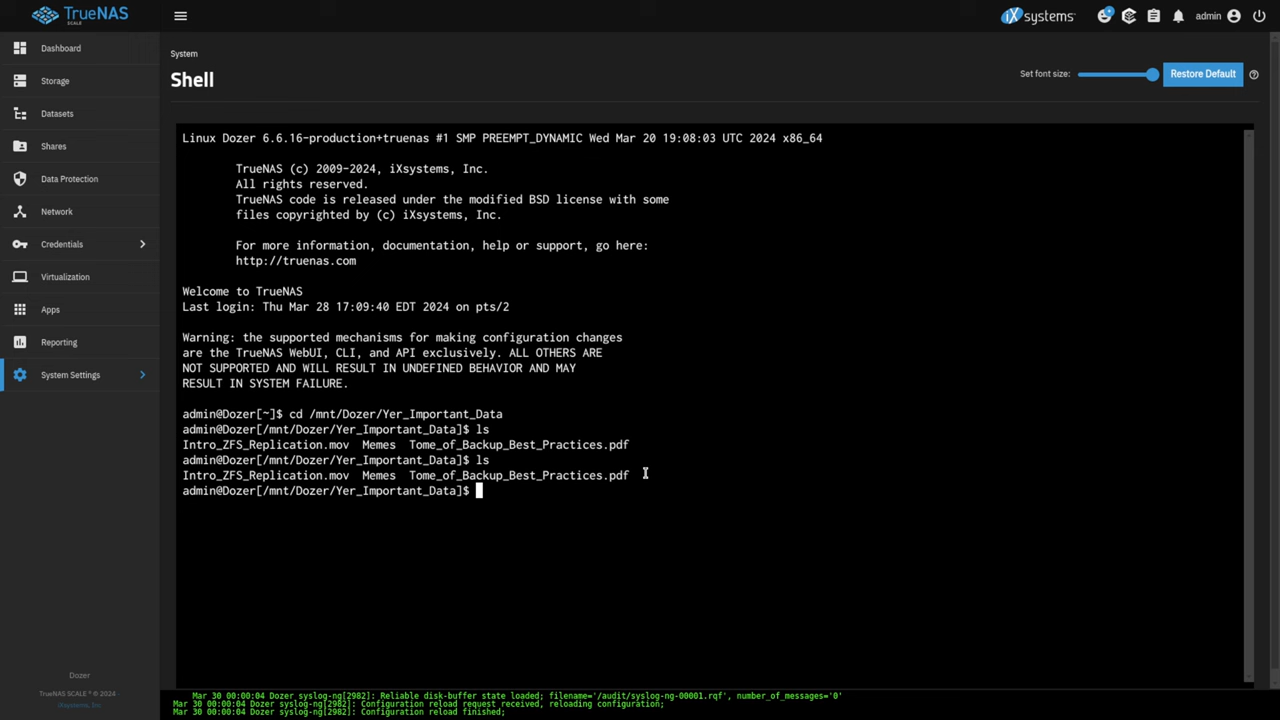 TrueNAS
SCALE
iXsystems
admin
Dashboard
Storage
Datasets
Shares
Data Protection
Network
Credentials
Virtualization
Apps
Reporting
System Settings
Dozer
TrueNAS SCALE ® © 2024 -
iXsystems, Inc.
System
Shell
Set font size:
Restore Default
Linux Dozer 6.6.16-production+truenas #1 SMP PREEMPT_DYNAMIC Wed Mar 20 19:08:03 UTC 2024 x86_64
TrueNAS (c) 2009-2024, iXsystems, Inc.
All rights reserved.
TrueNAS code is released under the modified BSD license with some
files copyrighted by (c) iXsystems, Inc.
For more information, documentation, help or support, go here:
http://truenas.com
Welcome to TrueNAS
Last login: Thu Mar 28 17:09:40 EDT 2024 on pts/2
Warning: the supported mechanisms for making configuration changes
are the TrueNAS WebUI, CLI, and API exclusively. ALL OTHERS ARE
NOT SUPPORTED AND WILL RESULT IN UNDEFINED BEHAVIOR AND MAY
RESULT IN SYSTEM FAILURE.
admin@Dozer[~]$ cd /mnt/Dozer/Yer_Important_Data
admin@Dozer[/mnt/Dozer/Yer_Important_Data]$ ls
Intro_ZFS_Replication.mov  Memes  Tome_of_Backup_Best_Practices.pdf
admin@Dozer[/mnt/Dozer/Yer_Important_Data]$ ls
Intro_ZFS_Replication.mov  Memes  Tome_of_Backup_Best_Practices.pdf
admin@Dozer[/mnt/Dozer/Yer_Important_Data]$
Mar 30 00:00:04 Dozer syslog-ng[2982]: Reliable disk-buffer state loaded; filename='/audit/syslog-ng-00001.rqf', number_of_messages='0'
Mar 30 00:00:04 Dozer syslog-ng[2982]: Configuration reload request received, reloading configuration;
Mar 30 00:00:04 Dozer syslog-ng[2982]: Configuration reload finished;